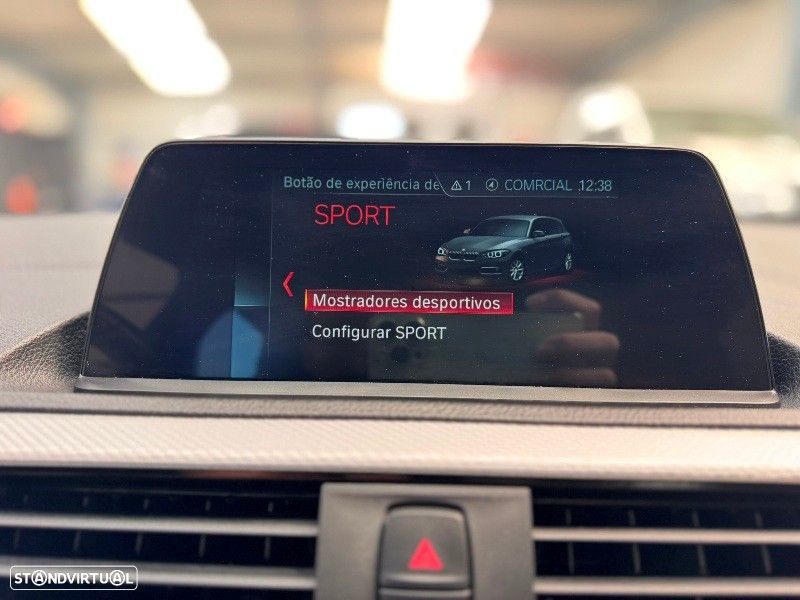 Botão de experiência de ⚠ 1 COMRCIAL 12:38
SPORT
Mostradores desportivos
Configurar SPORT
STANDVIRTUAL